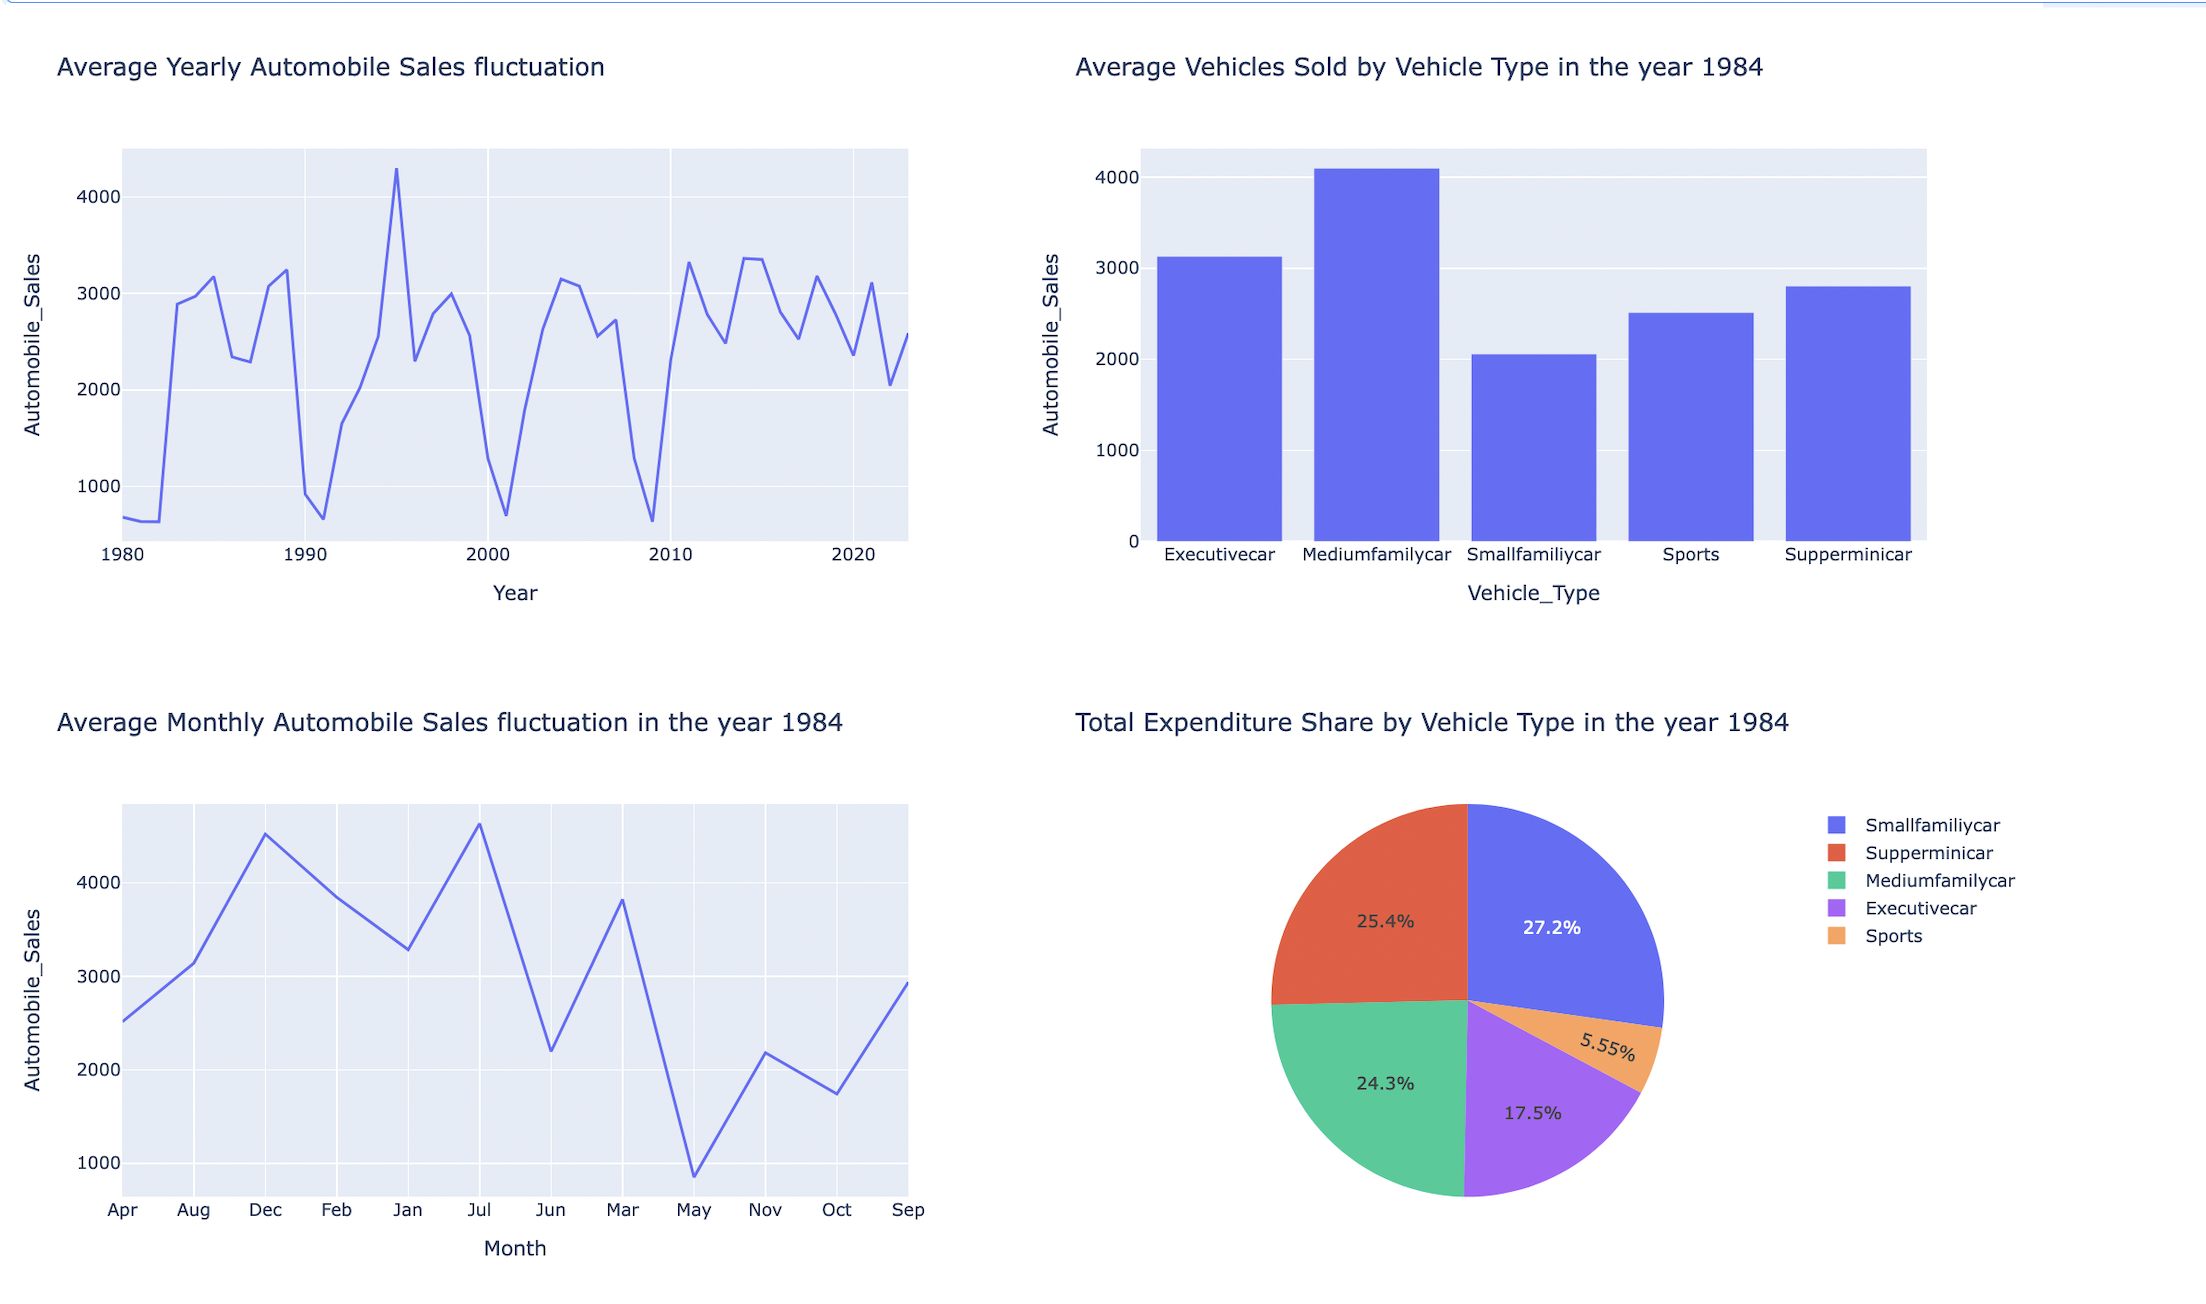 Average Yearly Automobile Sales fluctuation
4000
3000
2000
1000
Automobile_Sales
1980 1990 2000 2010 2020
Year
Average Vehicles Sold by Vehicle Type in the year 1984
4000
3000
2000
1000
0
Automobile_Sales
Executivecar Mediumfamilycar Smallfamiliycar Sports Supperminicar
Vehicle_Type
Average Monthly Automobile Sales fluctuation in the year 1984
4000
3000
2000
1000
Automobile_Sales
Apr Aug Dec Feb Jan Jul Jun Mar May Nov Oct Sep
Month
Total Expenditure Share by Vehicle Type in the year 1984
25.4%
27.2%
5.55%
24.3%
17.5%
Smallfamiliycar
Supperminicar
Mediumfamilycar
Executivecar
Sports